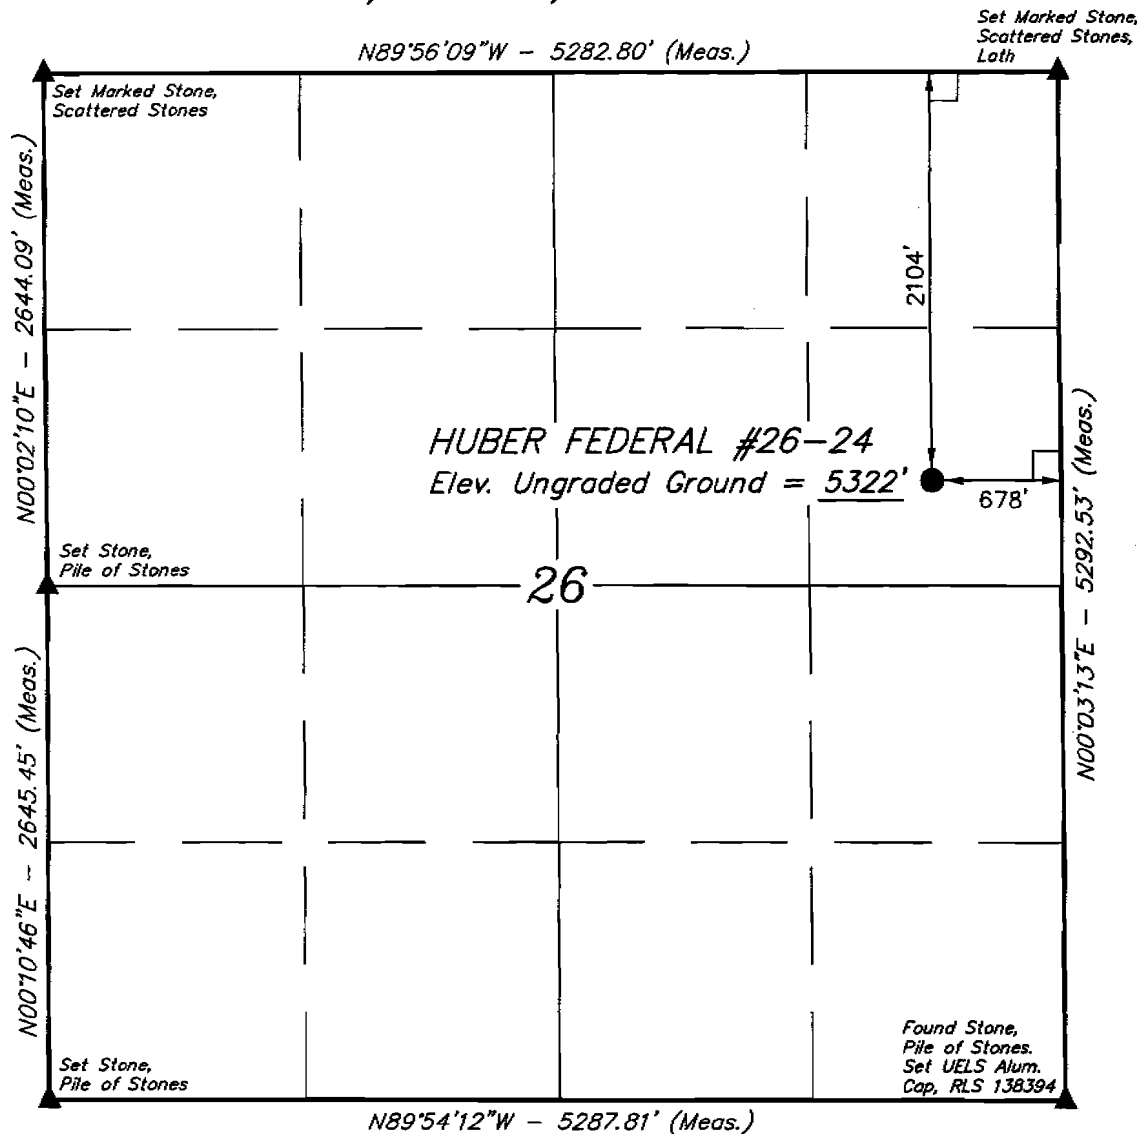 Set Marked Stone,
Scattered Stones,
Lath
N89°56'09"W - 5282.80' (Meas.)
Set Marked Stone,
Scattered Stones
N00°02'10"E - 2644.09' (Meas.)
2104'
HUBER FEDERAL #26-24
Elev. Ungraded Ground = 5322'
678'
N00°03'13"E - 5292.53' (Meas.)
Set Stone,
Pile of Stones
26
N00°10'46"E - 2645.45' (Meas.)
Set Stone,
Pile of Stones
Found Stone,
Pile of Stones.
Set UELS Alum.
Cap, RLS 138394
N89°54'12"W - 5287.81' (Meas.)